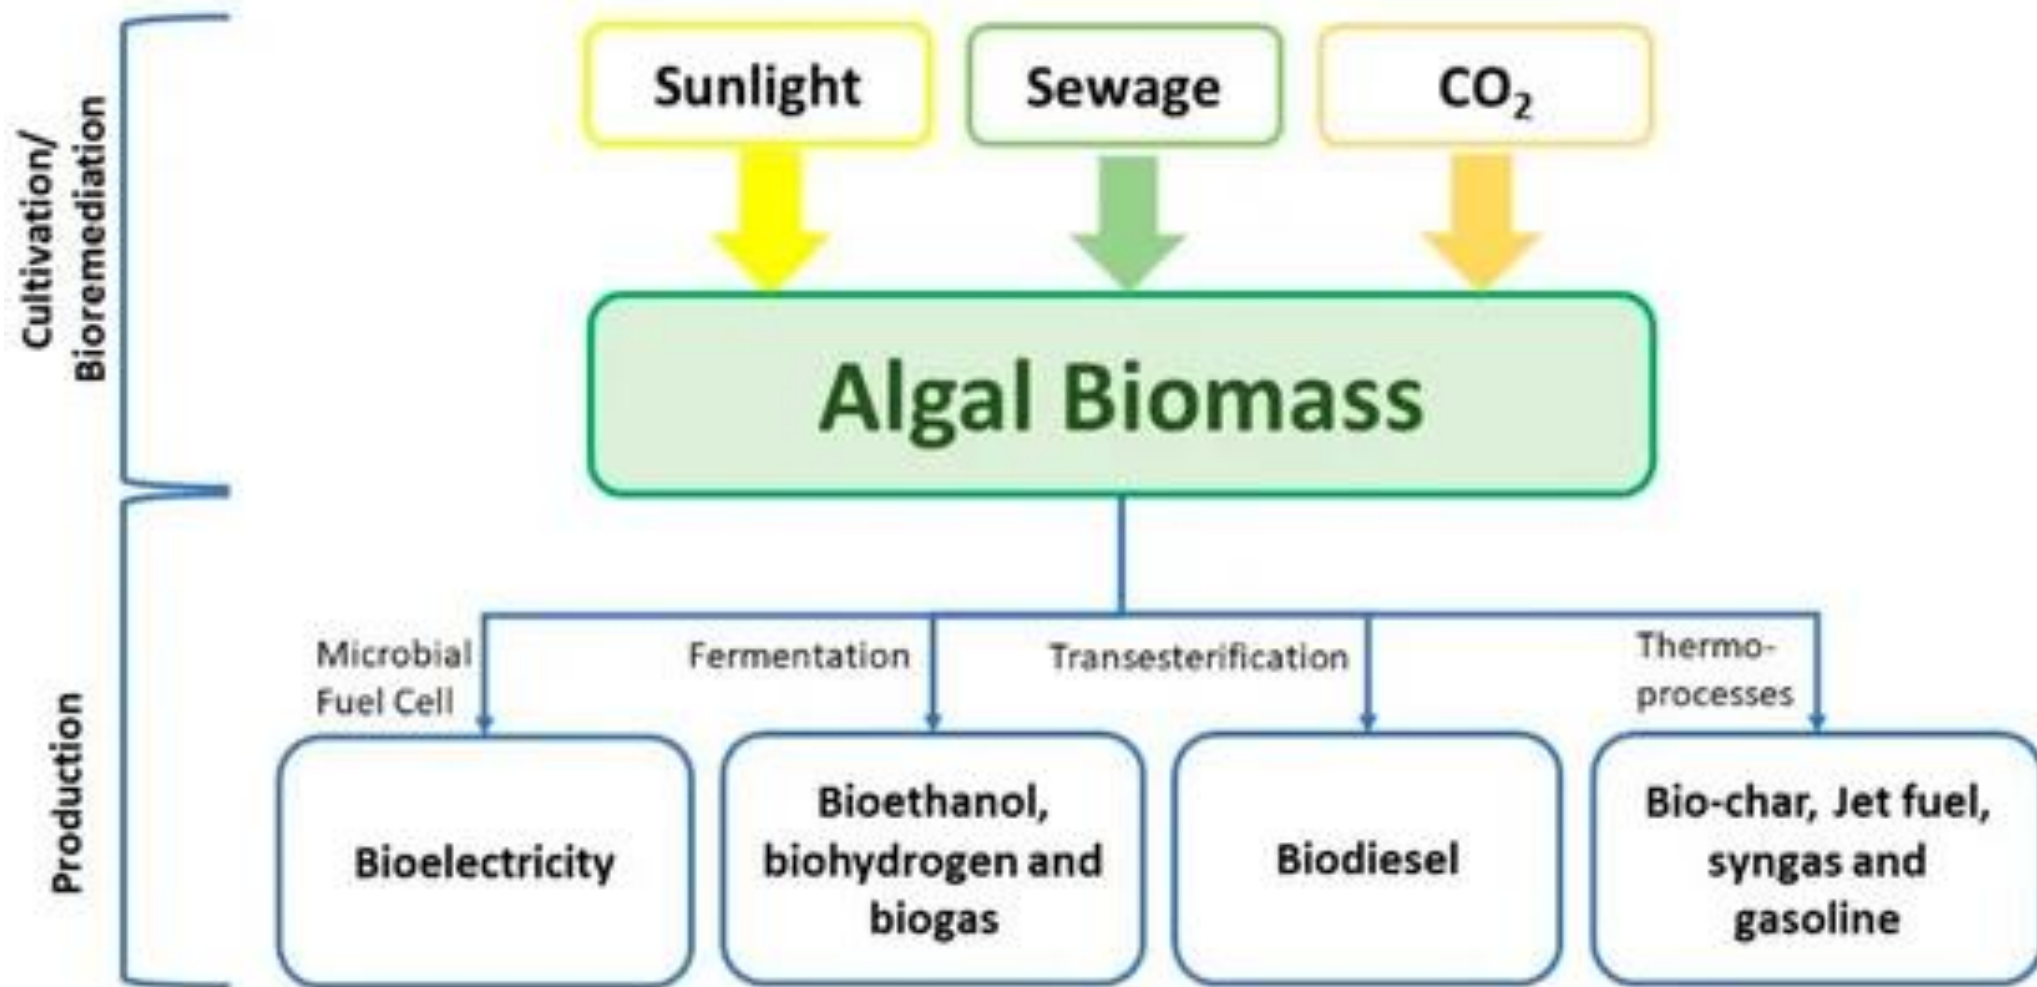 Cultivation/
Bioremediation
Sunlight
Sewage
CO₂
Algal Biomass
Production
Microbial
Fuel Cell
Fermentation
Transesterification
Thermo-
processes
Bioelectricity
Bioethanol,
biohydrogen and
biogas
Biodiesel
Bio-char, Jet fuel,
syngas and
gasoline